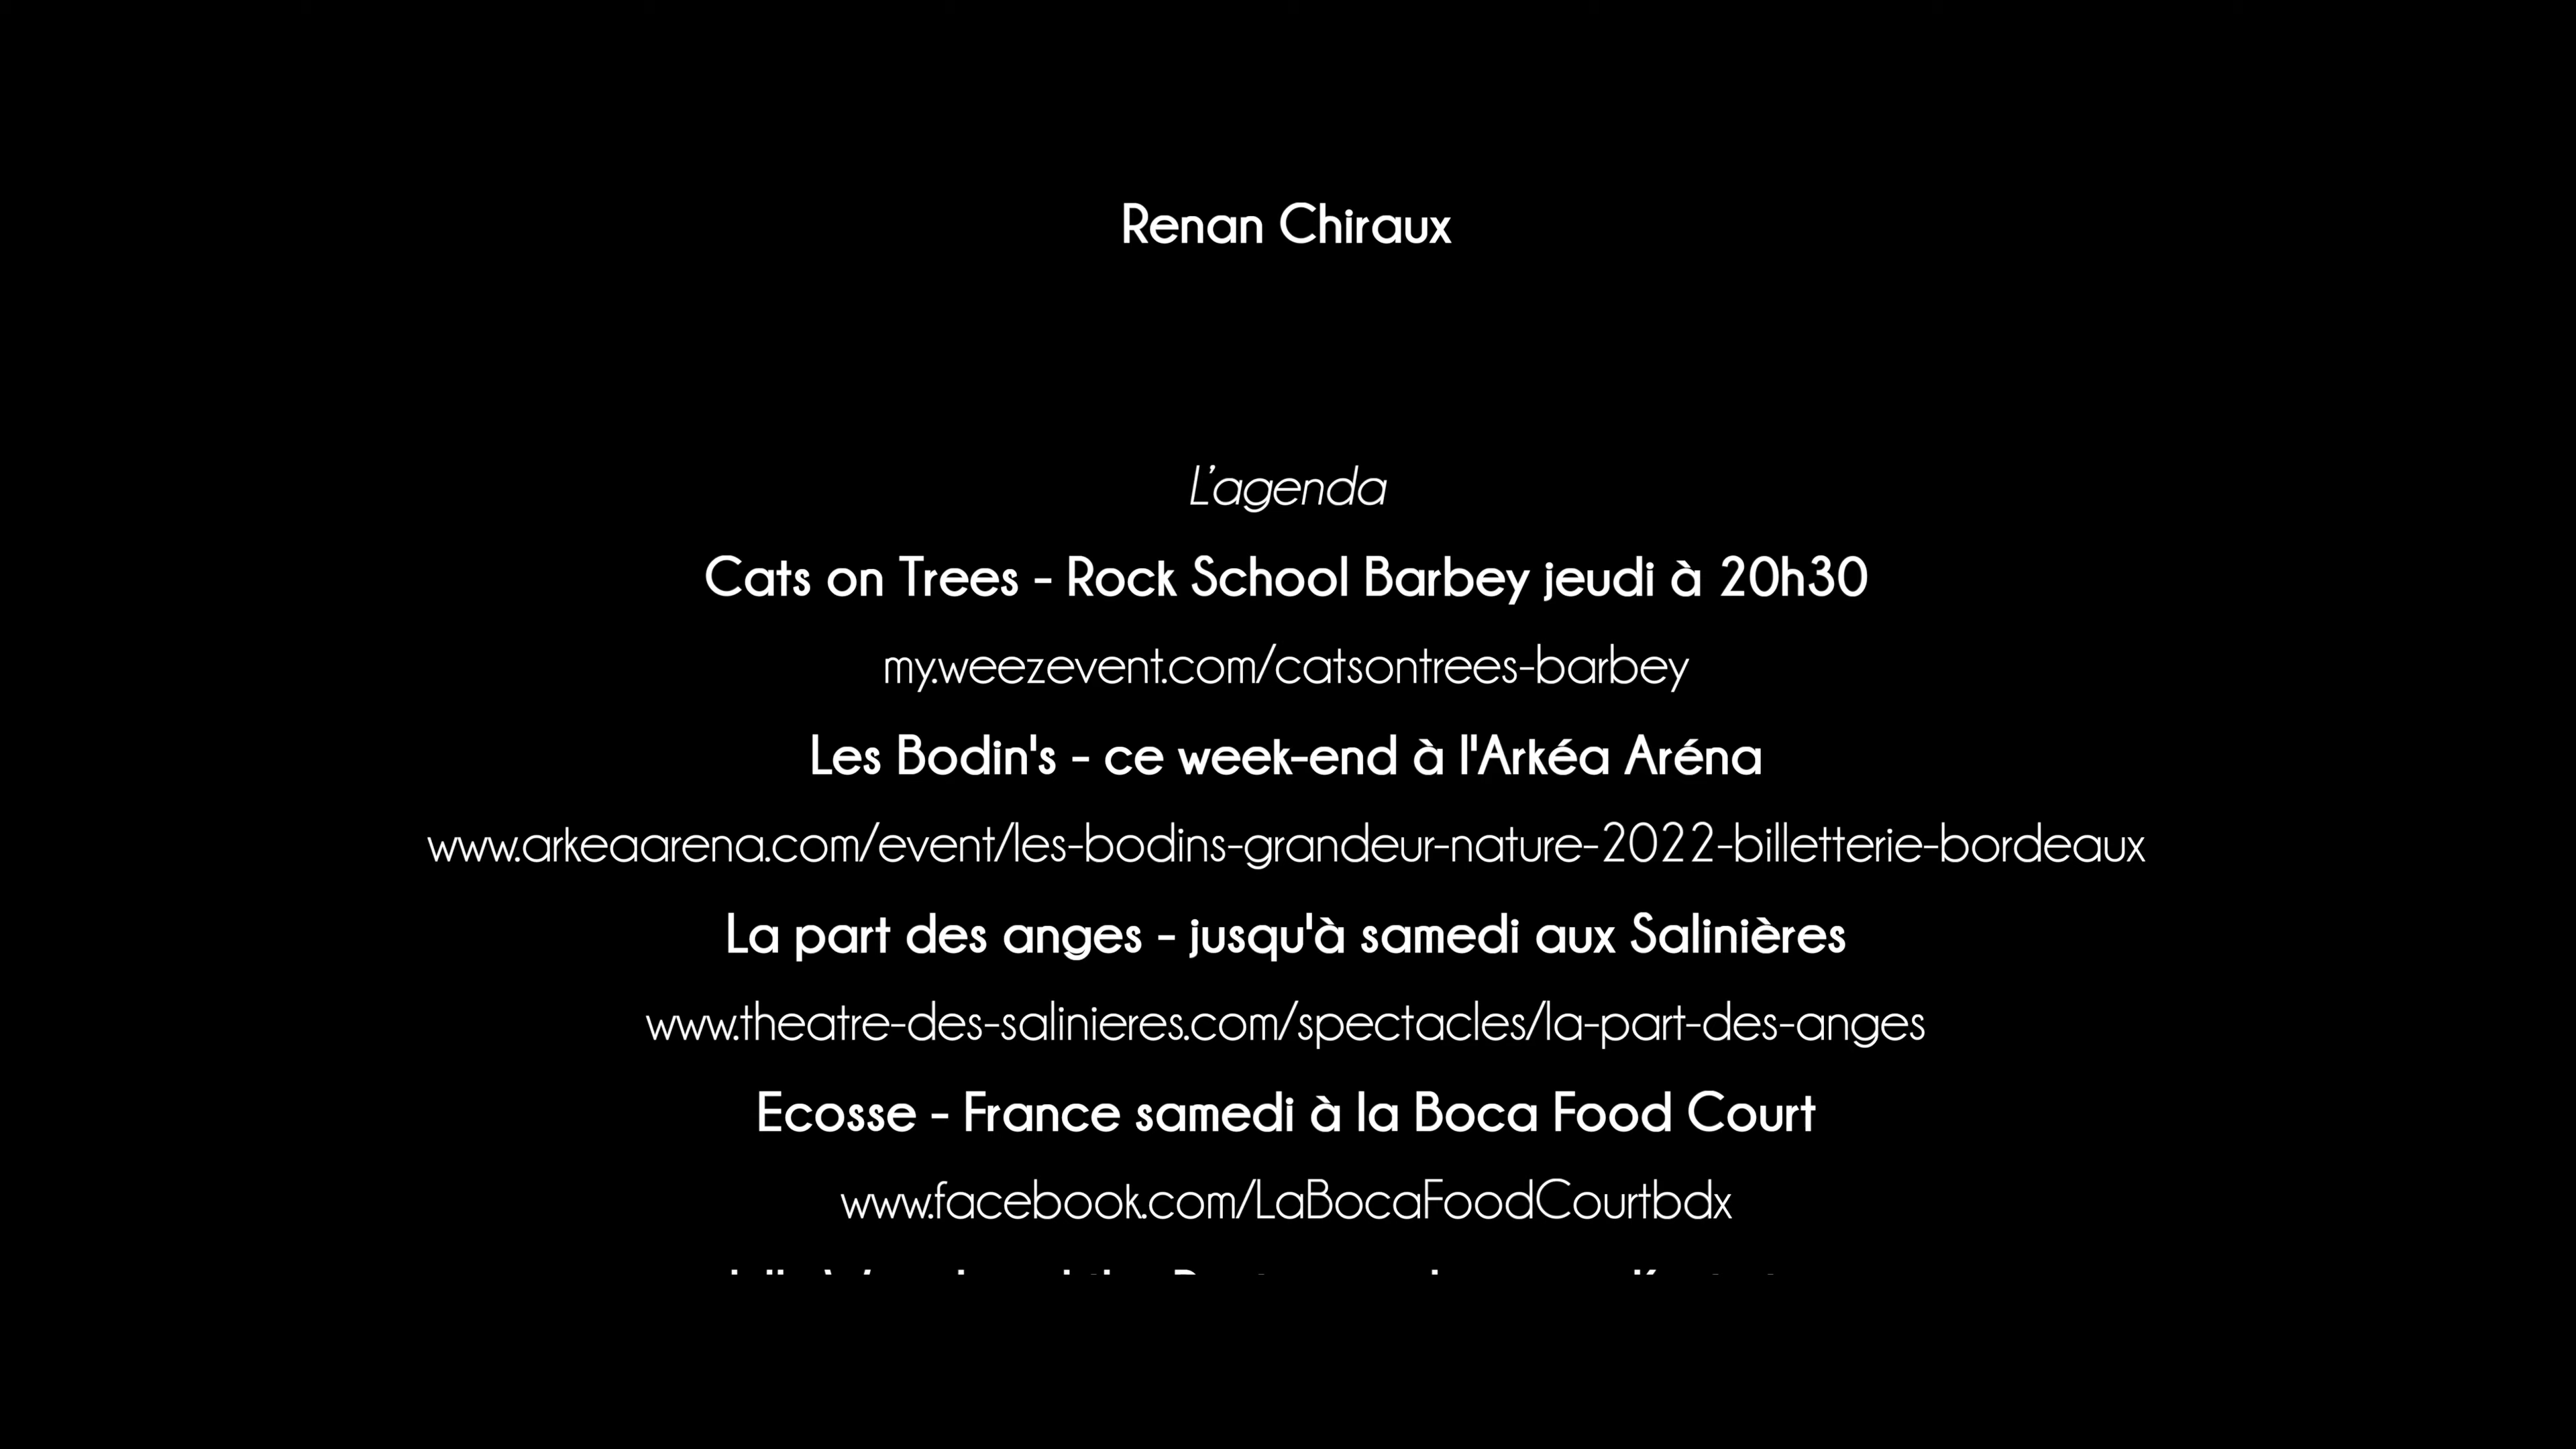 Renan Chiraux
L'agenda
Cats on Trees - Rock School Barbey jeudi à 20h30
my.weezevent.com/catsontrees-barbey
Les Bodin's - ce week-end à l'Arkéa Aréna
www.arkeaarena.com/event/les-bodins-grandeur-nature-2022-billetterie-bordeaux
La part des anges - jusqu'à samedi aux Salinières
www.theatre-des-salinieres.com/spectacles/la-part-des-anges
Ecosse - France samedi à la Boca Food Court
www.facebook.com/LaBocaFoodCourtbdx